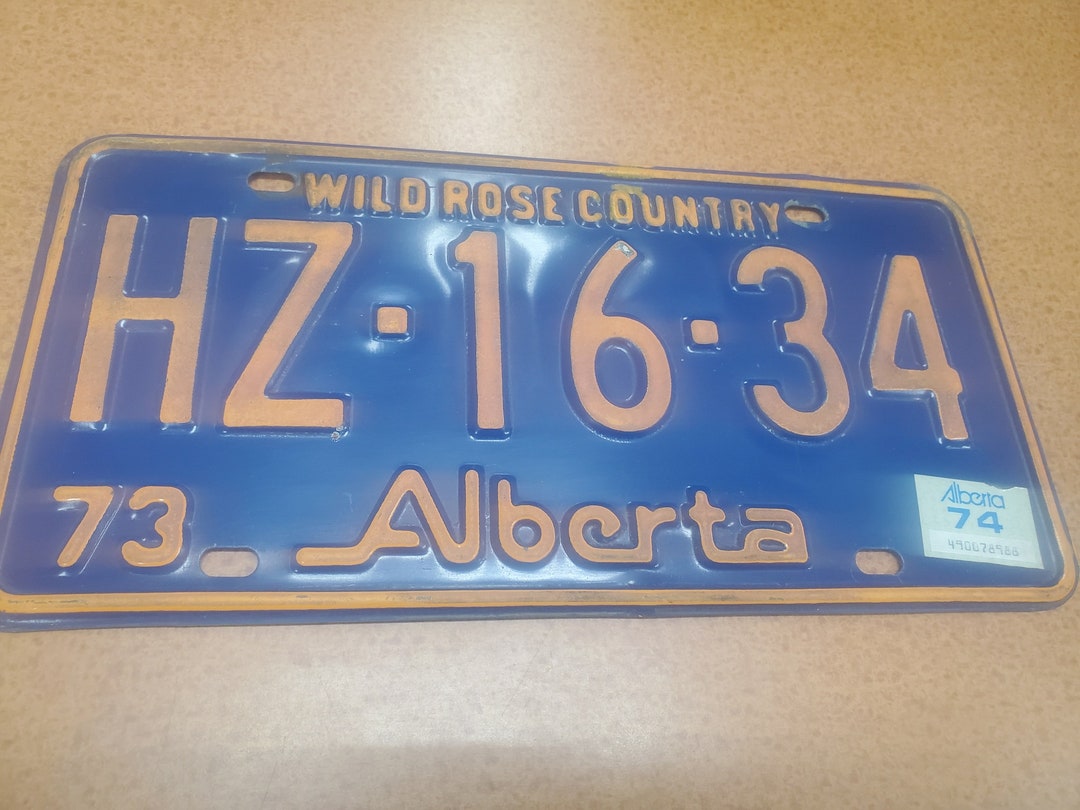 WILD ROSE COUNTRY
HZ·16·34
73 Alberta
Alberta
74